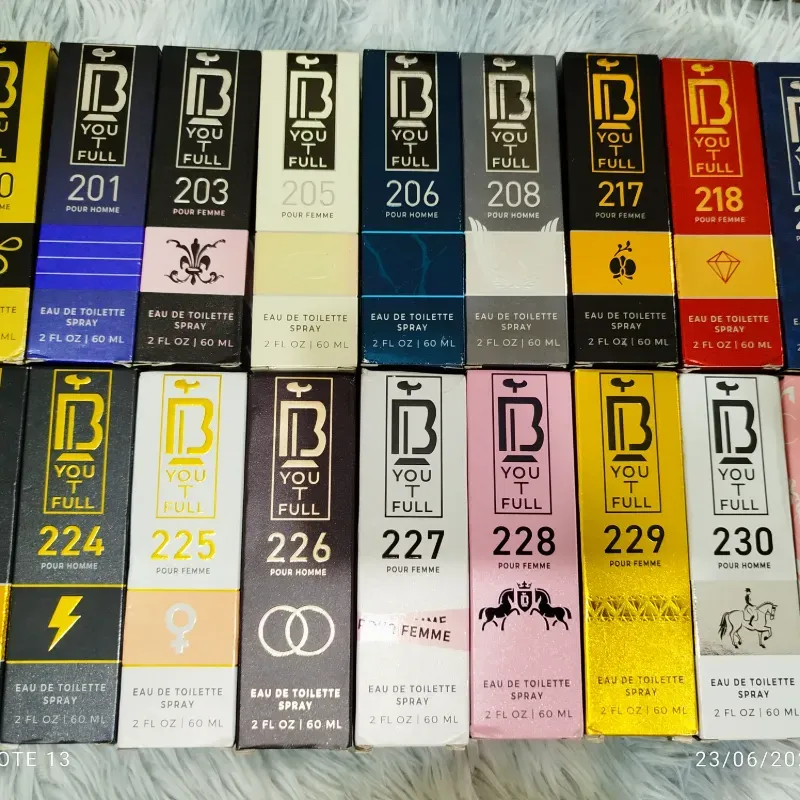 B
YOU
T
FULL
201
POUR HOMME
EAU DE TOILETTE
SPRAY
2 FL OZ | 60 ML
B
YOU
T
FULL
203
POUR FEMME
EAU DE TOILETTE
SPRAY
2 FL OZ | 60 ML
B
YOU
T
FULL
205
POUR FEMME
EAU DE TOILETTE
SPRAY
2 FL OZ | 60 ML
B
YOU
T
FULL
206
POUR HOMME
EAU DE TOILETTE
SPRAY
2 FL OZ | 60 ML
B
YOU
T
FULL
208
POUR HOMME
EAU DE TOILETTE
SPRAY
2 FL OZ | 60 ML
B
YOU
T
FULL
217
POUR FEMME
EAU DE TOILETTE
SPRAY
2 FL OZ | 60 ML
B
YOU
T
FULL
218
POUR FEMME
EAU DE TOILETTE
SPRAY
2 FL OZ | 60 ML
B
YOU
T
FULL
224
POUR HOMME
EAU DE TOILETTE
SPRAY
2 FL OZ | 60 ML
B
YOU
T
FULL
225
POUR FEMME
EAU DE TOILETTE
SPRAY
2 FL OZ | 60 ML
B
YOU
T
FULL
226
POUR HOMME
EAU DE TOILETTE
SPRAY
2 FL OZ | 60 ML
B
YOU
T
FULL
227
POUR FEMME
POUR FEMME
EAU DE TOILETTE
SPRAY
2 FL OZ | 60 ML
B
YOU
T
FULL
228
POUR FEMME
EAU DE TOILETTE
SPRAY
2 FL OZ | 60 ML
B
YOU
T
FULL
229
POUR FEMME
EAU DE TOILETTE
SPRAY
2 FL OZ | 60 ML
B
YOU
T
FULL
230
POUR HOMME
EAU DE TOILETTE
SPRAY
2 FL OZ | 60 ML
OTE 13
23/06/202